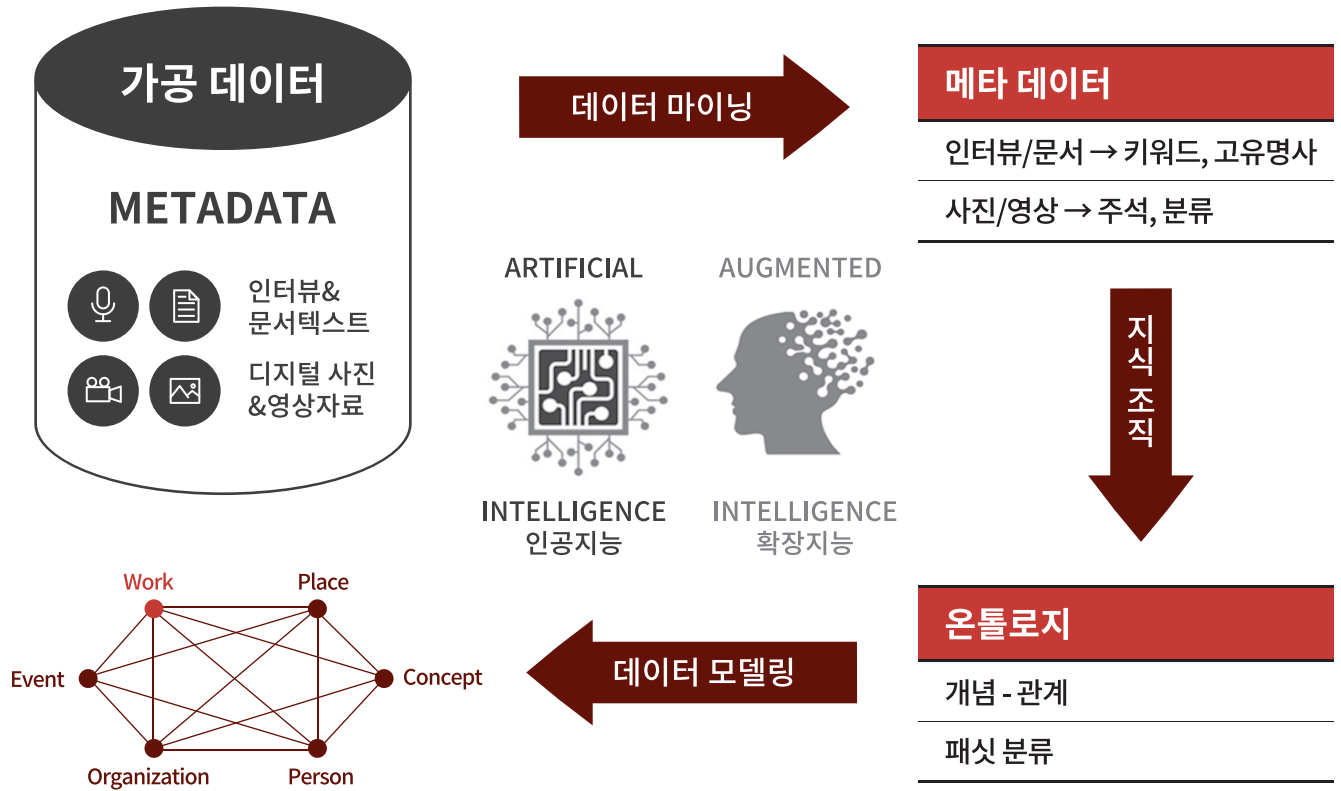 가공 데이터
METADATA
인터뷰&
문서텍스트
디지털 사진
&영상자료
데이터 마이닝
메타 데이터
인터뷰/문서 → 키워드, 고유명사
사진/영상 → 주석, 분류
ARTIFICIAL
INTELLIGENCE
인공지능
AUGMENTED
INTELLIGENCE
확장지능
지식 조직
온톨로지
개념 - 관계
패싯 분류
데이터 모델링
Work
Place
Event
Concept
Organization
Person